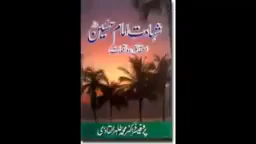 شہادتِ امام حسین
پروفیسر ڈاکٹر محمد طاہر القادری